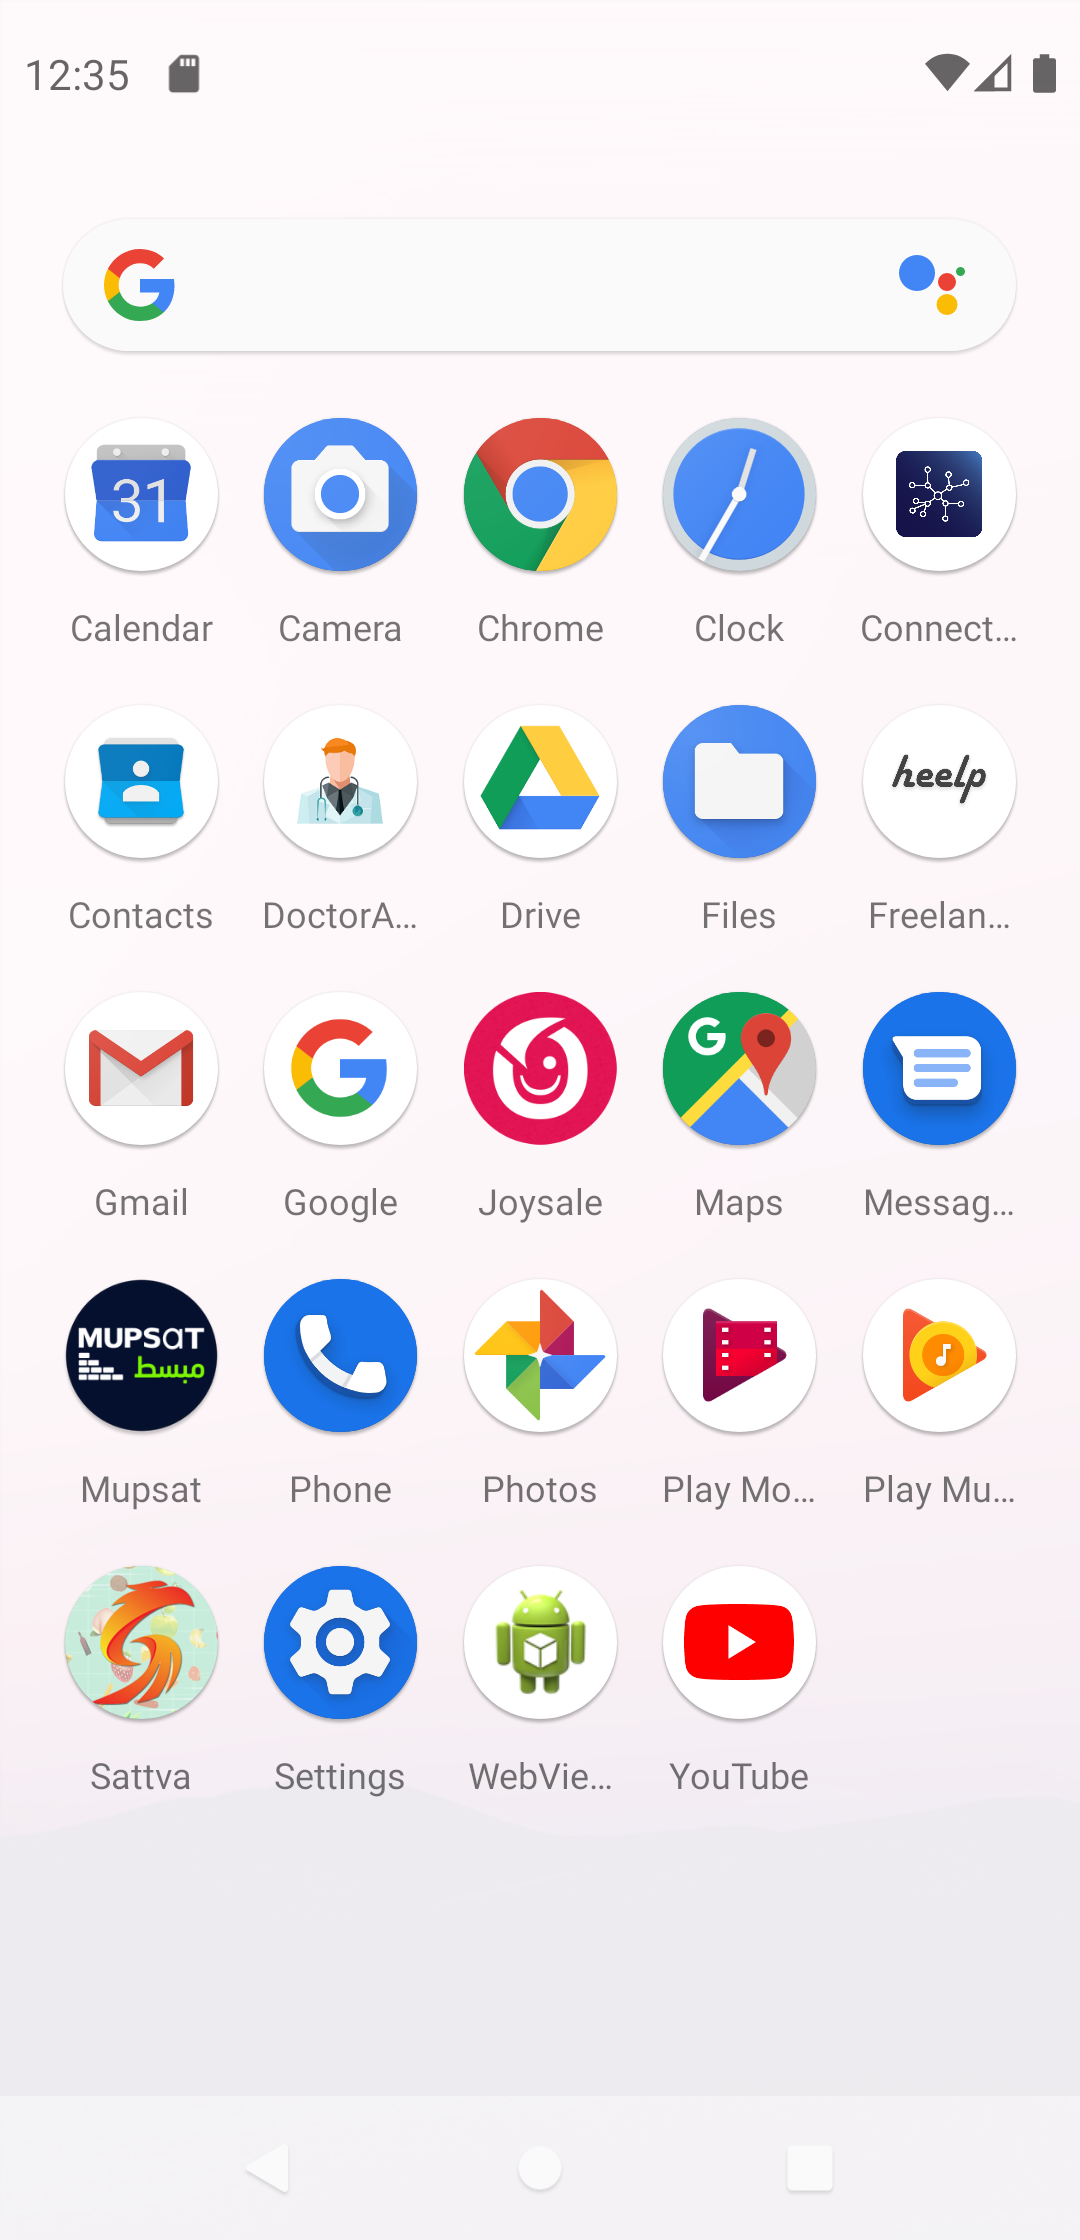 12:35
31
Calendar Camera Chrome Clock Connect...
heelp
Contacts DoctorA... Drive Files Freelan...
Gmail Google Joysale Maps Messag...
MUPSaT
مبسط
Mupsat Phone Photos Play Mo... Play Mu...
Sattva Settings WebVie... YouTube